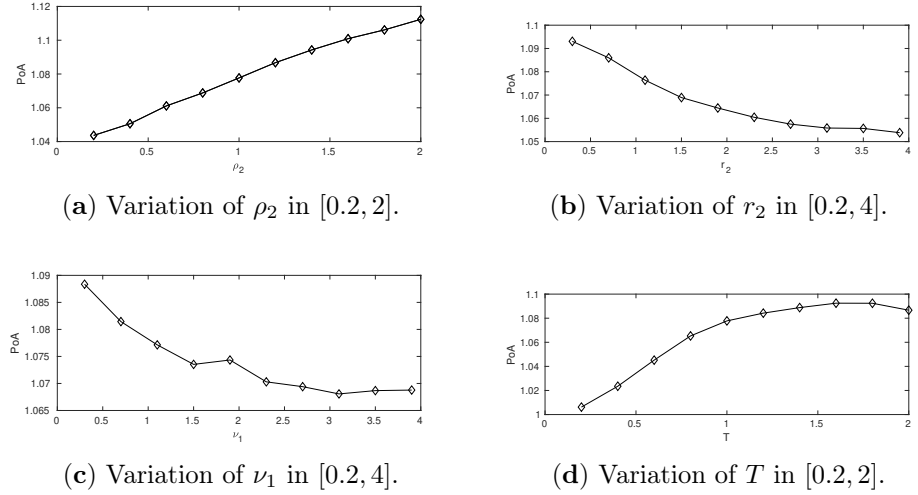 1.12
1.1
1.08
1.06
1.04
PoA
0 0.5 1 1.5 2
ρ2
(a) Variation of ρ2 in [0.2, 2].
1.1
1.09
1.08
1.07
1.06
1.05
PoA
0 0.5 1 1.5 2 2.5 3 3.5 4
r2
(b) Variation of r2 in [0.2, 4].
1.09
1.085
1.08
1.075
1.07
1.065
PoA
0 0.5 1 1.5 2 2.5 3 3.5 4
ν1
(c) Variation of ν1 in [0.2, 4].
1.1
1.08
1.06
1.04
1.02
1
PoA
0 0.5 1 1.5 2
T
(d) Variation of T in [0.2, 2].